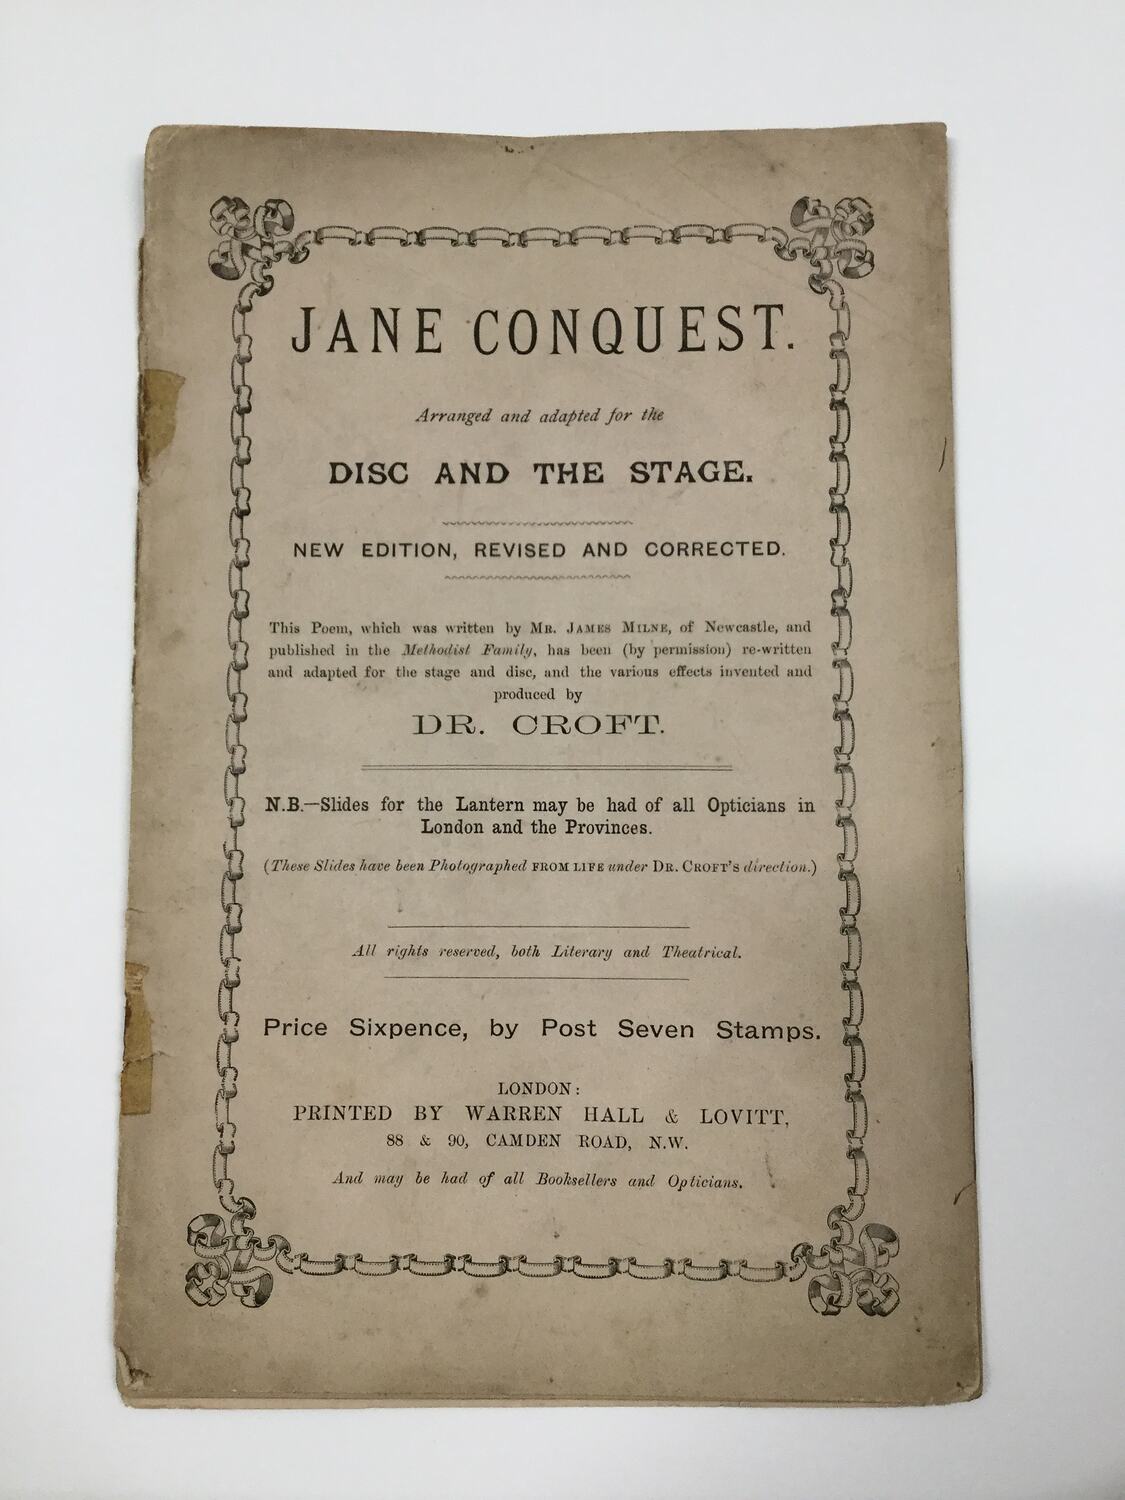 JANE CONQUEST.
Arranged and adapted for the
DISC AND THE STAGE.
NEW EDITION, REVISED AND CORRECTED.
This Poem, which was written by MR. JAMES MILNE, of Newcastle, and
published in the Methodist Family, has been (by permission) re-written
and adapted for the stage and disc, and the various effects invented and
produced by
DR. CROFT.
N.B.—Slides for the Lantern may be had of all Opticians in
London and the Provinces.
(These Slides have been Photographed FROM LIFE under DR. CROFT'S direction.)
All rights reserved, both Literary and Theatrical.
Price Sixpence, by Post Seven Stamps.
LONDON:
PRINTED BY WARREN HALL & LOVITT,
88 & 90, CAMDEN ROAD, N.W.
And may be had of all Booksellers and Opticians.